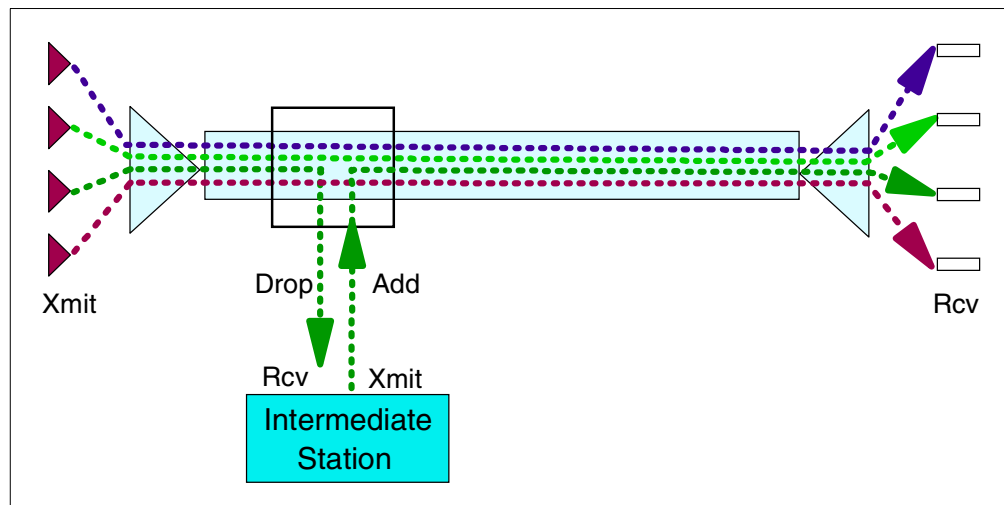 Xmit
Drop
Add
Rcv
Rcv
Xmit
Intermediate
Station